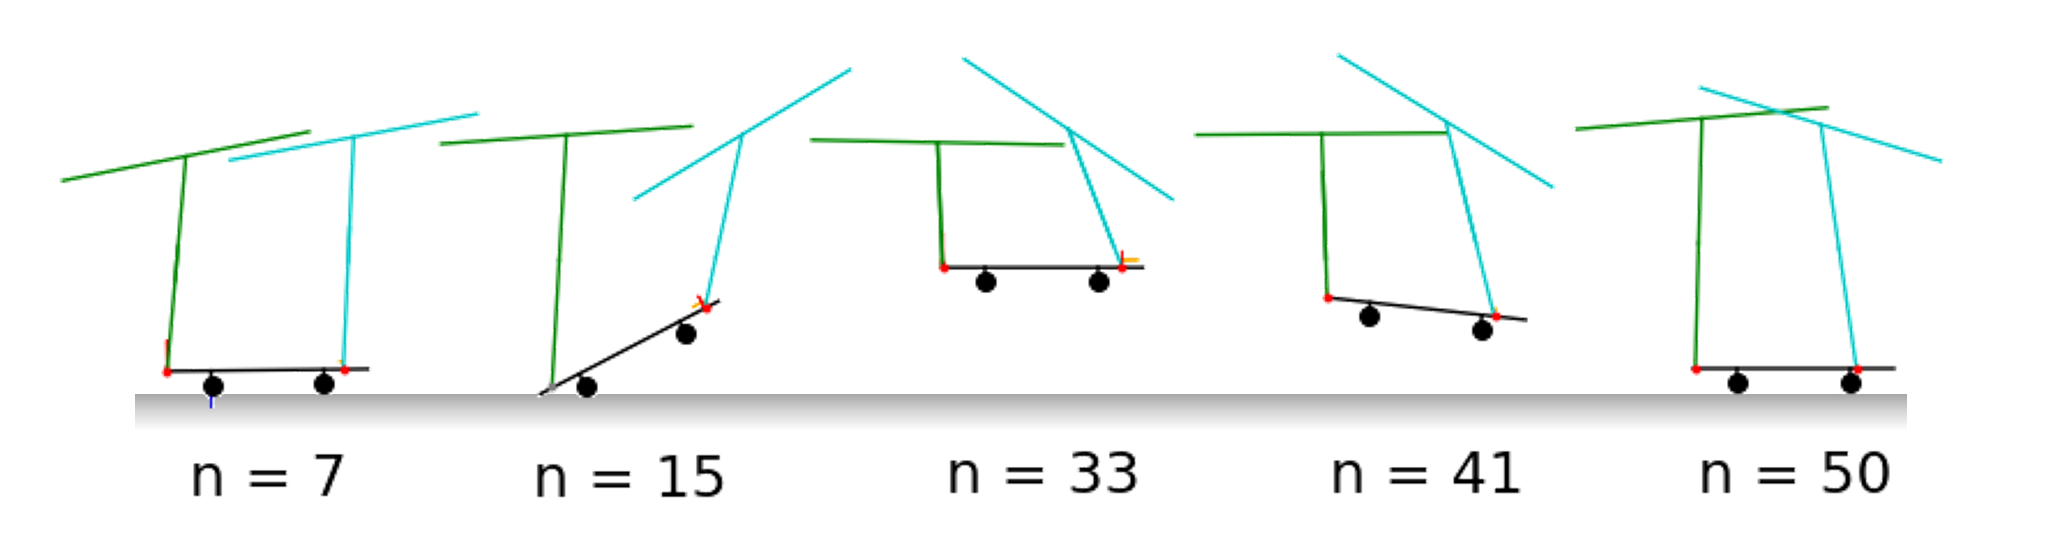 n = 7 n = 15 n = 33 n = 41 n = 50